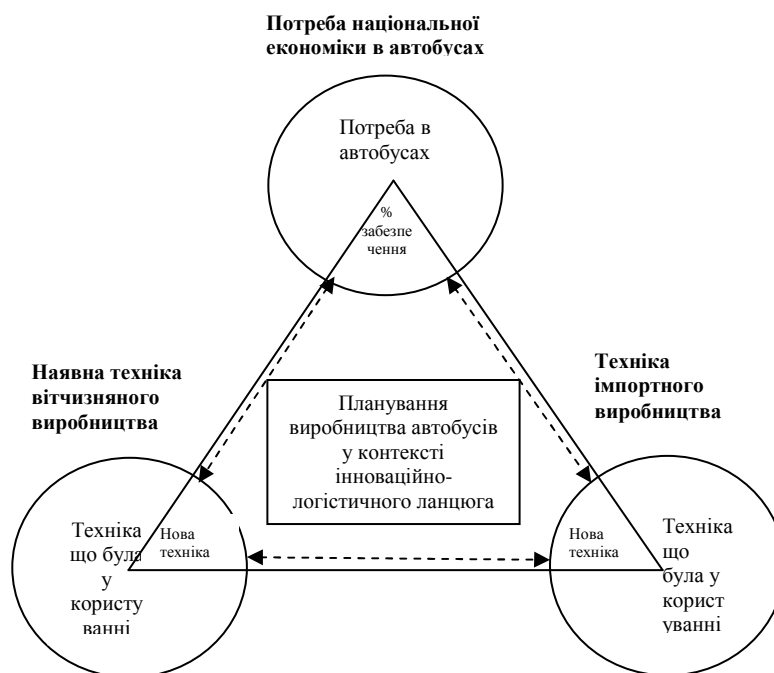 Потреба національної
економіки в автобусах
Потреба в
автобусах
%
забезпе
чення
Наявна техніка
вітчизняного
виробництва
Техніка
імпортного
виробництва
Планування
виробництва автобусів
у контексті
інноваційно-
логістичного ланцюга
Техніка
що була
у
користу
ванні
Нова
техніка
Нова
техніка
Техніка
що
була у
корист
уванні